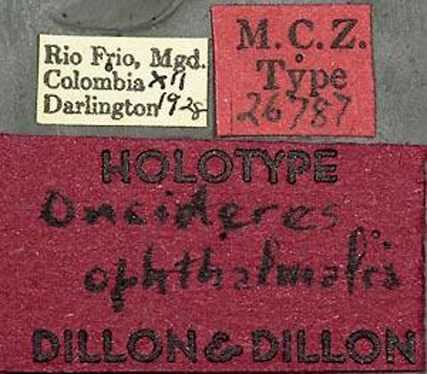 Rio Frio, Mgd.
Colombia XII
Darlington 1928
M.C.Z.
Type
26787
HOLOTYPE
Oncideres
ophthalmalis
DILLON & DILLON